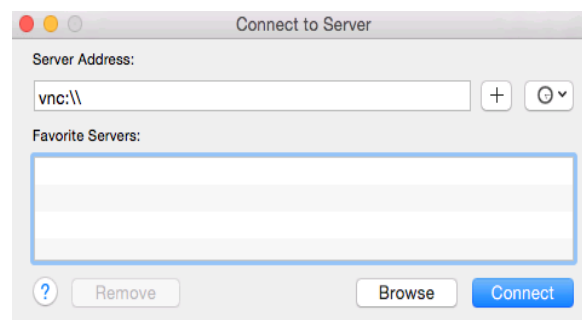 Connect to Server
Server Address:
vnc:\\
+
Favorite Servers:
? Remove Browse Connect